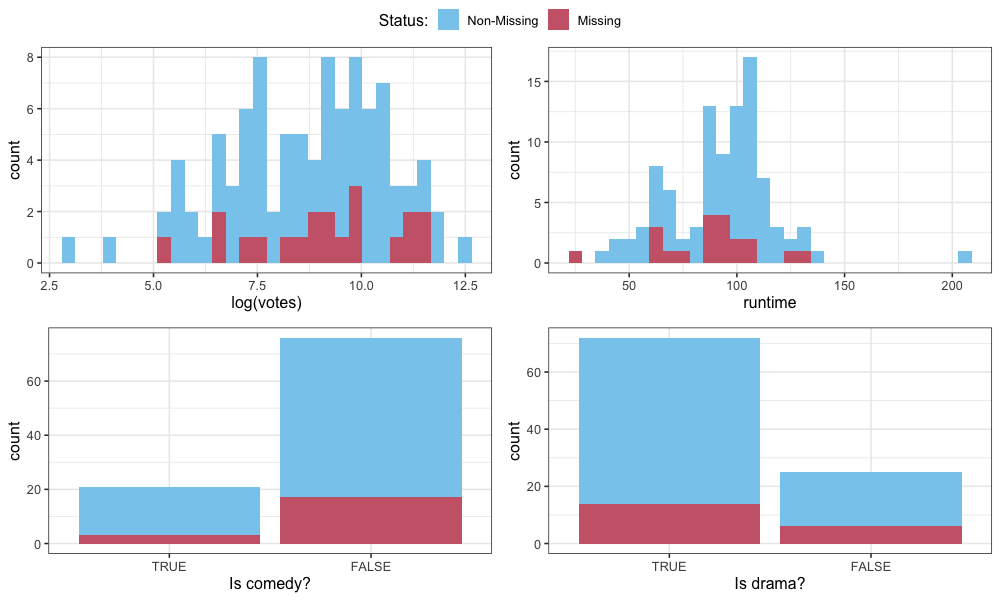 Status: Non-Missing Missing
count
8
6
4
2
0
2.5 5.0 7.5 10.0 12.5
log(votes)
count
15
10
5
0
50 100 150 200
runtime
count
60
40
20
0
TRUE FALSE
Is comedy?
count
60
40
20
0
TRUE FALSE
Is drama?